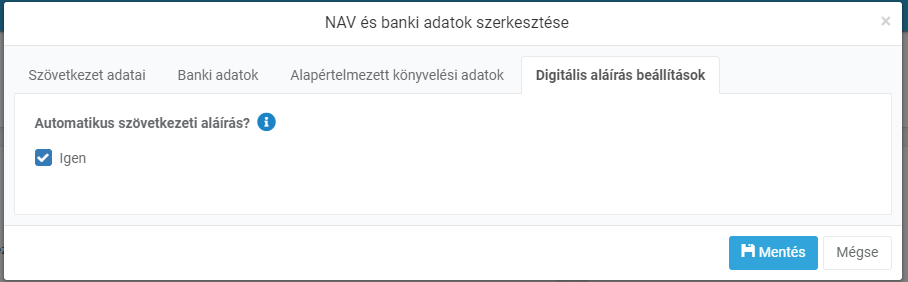 NAV és banki adatok szerkesztése
×
Szövetkezet adatai Banki adatok Alapértelmezett könyvelési adatok Digitális aláírás beállítások
Automatikus szövetkezeti aláírás?
Igen
Mentés Mégse